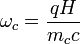 ω_c = qH / m_c c